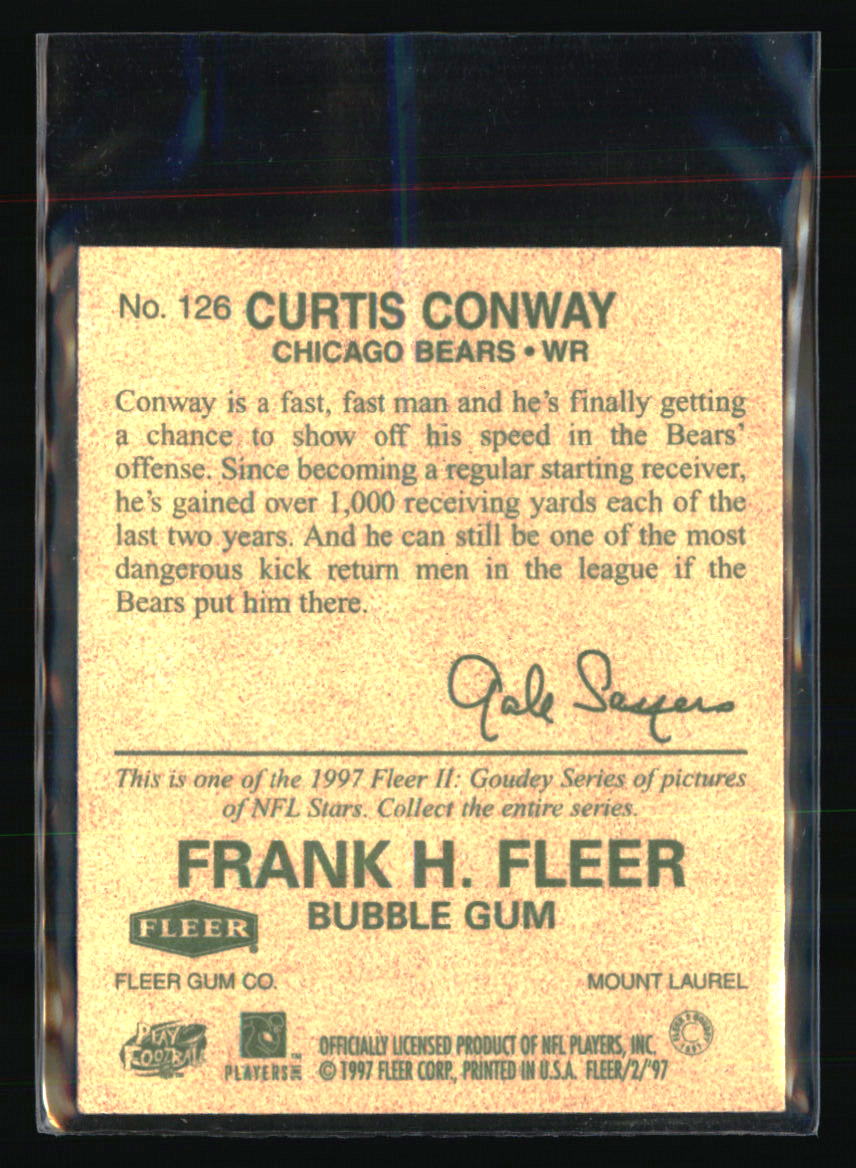 No. 126 CURTIS CONWAY
CHICAGO BEARS • WR
Conway is a fast, fast man and he's finally getting
a chance to show off his speed in the Bears'
offense. Since becoming a regular starting receiver,
he's gained over 1,000 receiving yards each of the
last two years. And he can still be one of the most
dangerous kick return men in the league if the
Bears put him there.
Gale Sayers
This is one of the 1997 Fleer II: Goudey Series of pictures
of NFL Stars. Collect the entire series.
FRANK H. FLEER
BUBBLE GUM
FLEER
FLEER GUM CO.
MOUNT LAUREL
PLAY FOOTBALL
PLAYERS INC
OFFICIALLY LICENSED PRODUCT OF NFL PLAYERS, INC.
© 1997 FLEER CORP., PRINTED IN U.S.A. FLEER/2/'97